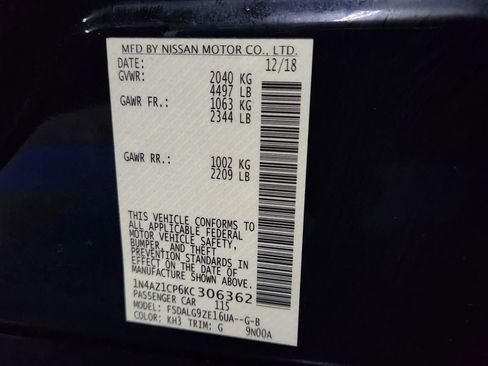 MFD BY NISSAN MOTOR CO., LTD.
DATE: 12/18
GVWR: 2040 KG
4497 LB
GAWR FR.: 1063 KG
2344 LB
GAWR RR.: 1002 KG
2209 LB
THIS VEHICLE CONFORMS TO
ALL APPLICABLE FEDERAL
MOTOR VEHICLE SAFETY,
BUMPER, AND THEFT
PREVENTION STANDARDS IN
EFFECT ON THE DATE OF
MANUFACTURE SHOWN ABOVE.
1N4AZ1CP6KC306362
PASSENGER CAR 115
MODEL: FSDALG9ZE16UA--G-B
COLOR: KH3 TRIM: G 9N00A